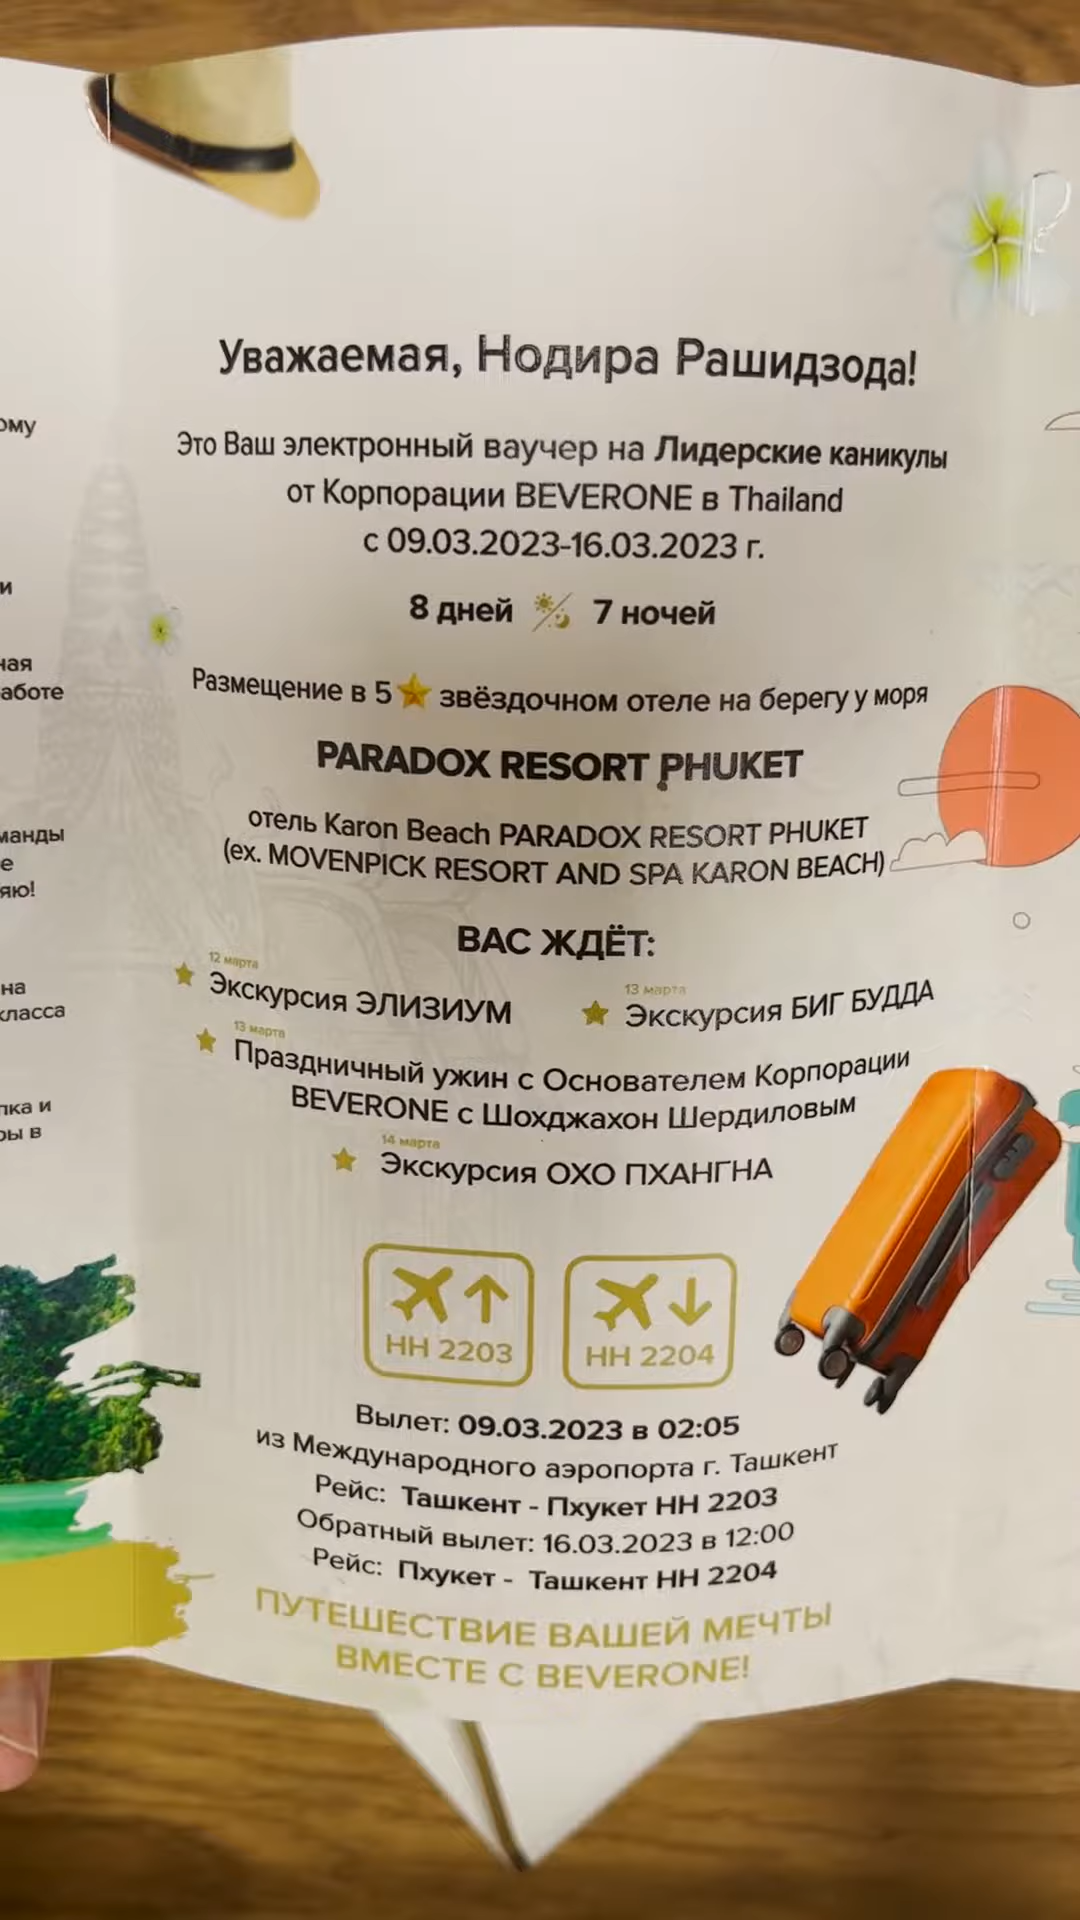 ому
и
ная
аботе
манды
е
яю!
на
класса
пка и
ры в
Уважаемая, Нодира Рашидзода!
Это Ваш электронный ваучер на Лидерские каникулы
от Корпорации BEVERONE в Thailand
с 09.03.2023-16.03.2023 г.
8 дней 7 ночей
Размещение в 5 звёздочном отеле на берегу у моря
PARADOX RESORT PHUKET
отель Karon Beach PARADOX RESORT PHUKET
(ex. MOVENPICK RESORT AND SPA KARON BEACH)
ВАС ЖДЁТ:
12 марта
Экскурсия ЭЛИЗИУМ
13 марта
Экскурсия БИГ БУДДА
13 марта
Праздничный ужин с Основателем Корпорации
BEVERONE с Шохджахон Шердиловым
14 марта
Экскурсия ОХО ПХАНГНА
HH 2203
HH 2204
Вылет: 09.03.2023 в 02:05
из Международного аэропорта г. Ташкент
Рейс: Ташкент - Пхукет HH 2203
Обратный вылет: 16.03.2023 в 12:00
Рейс: Пхукет - Ташкент HH 2204
ПУТЕШЕСТВИЕ ВАШЕЙ МЕЧТЫ
ВМЕСТЕ С BEVERONE!